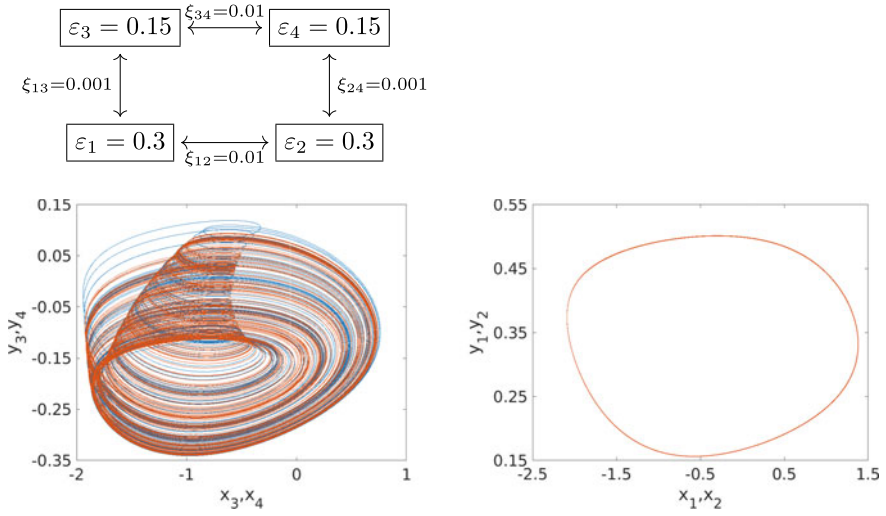 ξ₃₄=0.01
ε₃ = 0.15
ε₄ = 0.15
ξ₁₃=0.001
ξ₂₄=0.001
ε₁ = 0.3
ε₂ = 0.3
ξ₁₂=0.01
0.15
0.05
-0.05
-0.15
-0.25
-0.35
y₃,y₄
-2
-1
0
1
x₃,x₄
0.55
0.45
0.35
0.25
0.15
y₁,y₂
-2.5
-1.5
-0.5
0.5
1.5
x₁,x₂